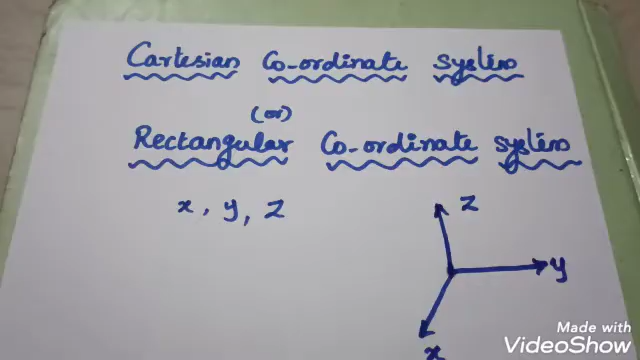 Cartesian Co-ordinate system
(or)
Rectangular Co-ordinate system
x, y, z
z
y
x
Made with
VideoShow